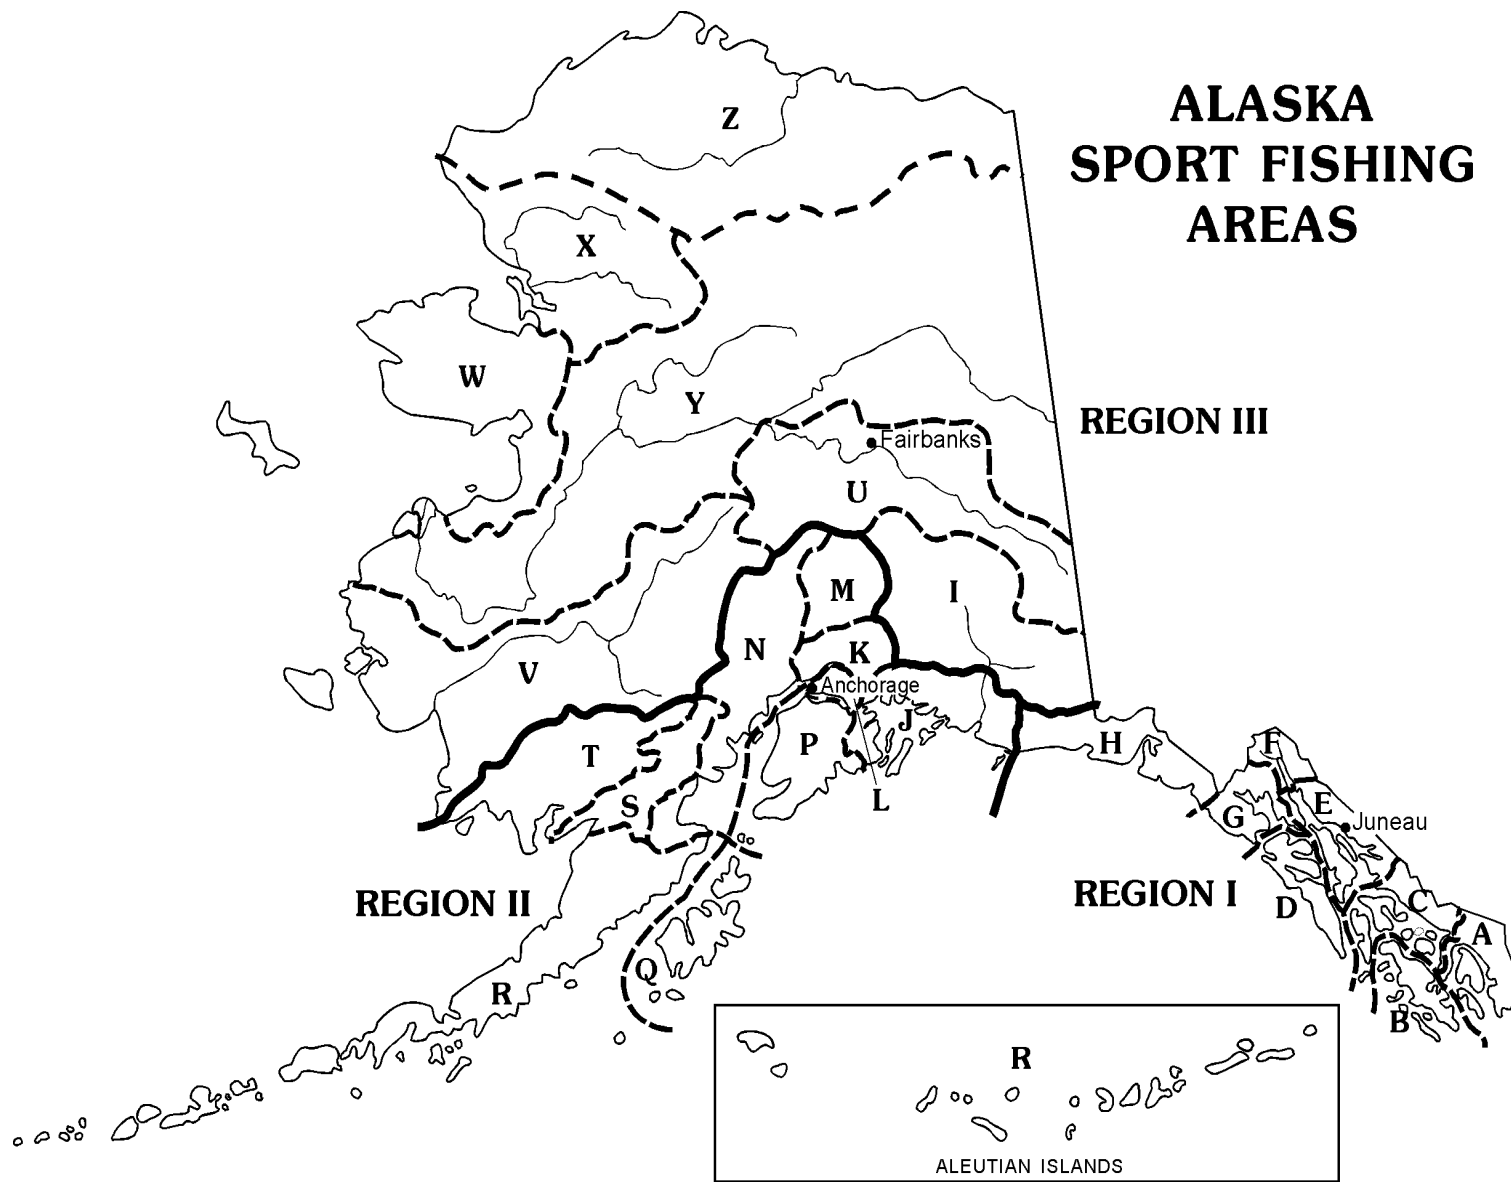 ALASKA
SPORT FISHING
AREAS
Z
X
W
Y
REGION III
Fairbanks
U
M
I
N
K
V
Anchorage
J
H
P
T
F
S
L
E
G
Juneau
REGION II
REGION I
D
C
A
Q
R
B
R
ALEUTIAN ISLANDS